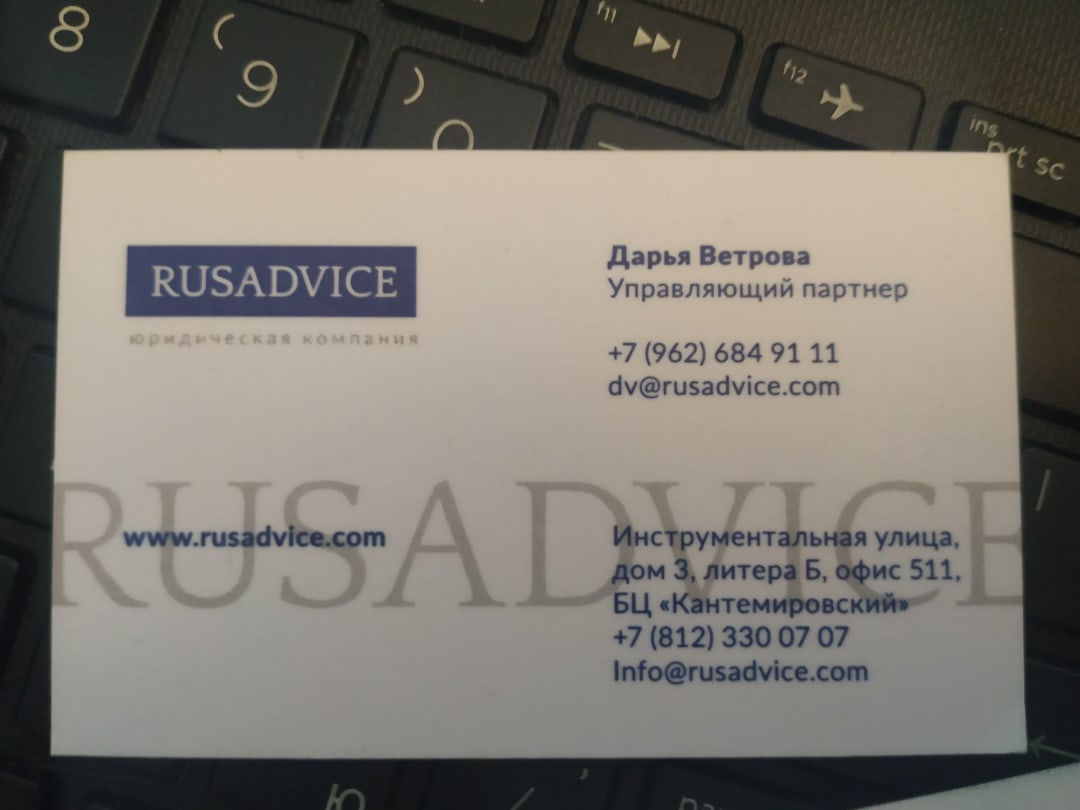 8
(
9
)
0
f11
f12
ins
prt sc
RUSADVICE
юридическая компания
Дарья Ветрова
Управляющий партнер
+7 (962) 684 91 11
dv@rusadvice.com
RUSADVICE
www.rusadvice.com
Инструментальная улица,
дом 3, литера Б, офис 511,
БЦ «Кантемировский»
+7 (812) 330 07 07
Info@rusadvice.com
Ю